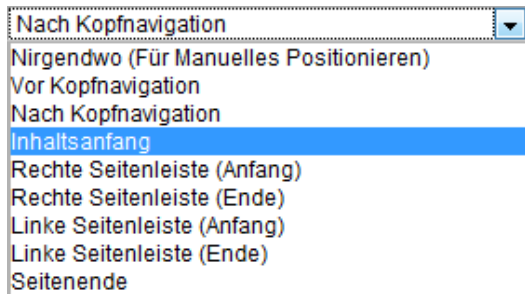 Nach Kopfnavigation
Nirgendwo (Für Manuelles Positionieren)
Vor Kopfnavigation
Nach Kopfnavigation
Inhaltsanfang
Rechte Seitenleiste (Anfang)
Rechte Seitenleiste (Ende)
Linke Seitenleiste (Anfang)
Linke Seitenleiste (Ende)
Seitenende